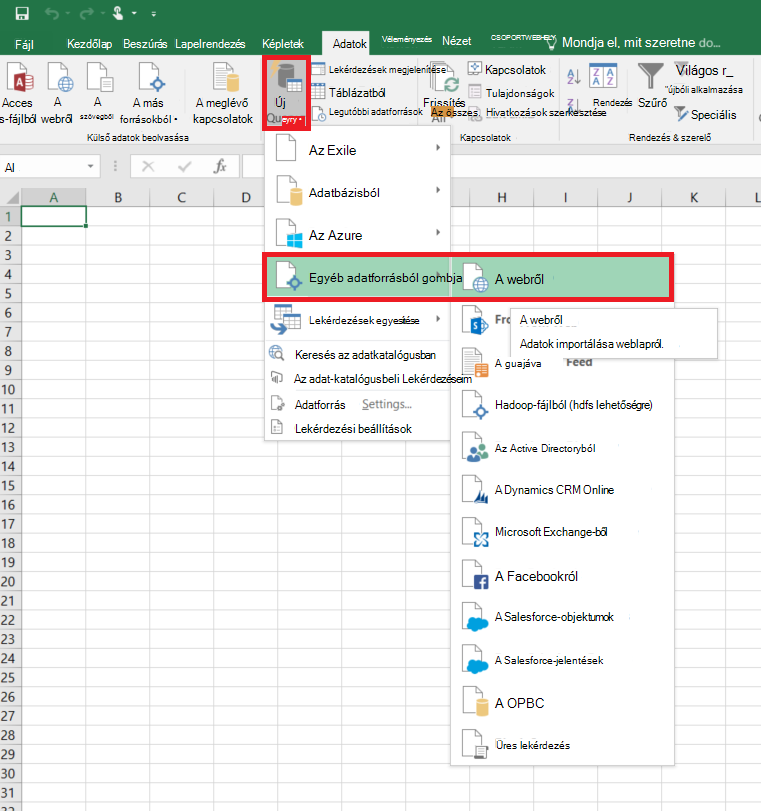 Fájl Kezdőlap Beszúrás Lapelrendezés Képletek Adatok Véleményezés Nézet CSOPORTWEBHELY Mondja el, mit szeretne do...
Acces
s-fájlból
A
webről
A
szövegből
A más
forrásokból
A meglévő
kapcsolatok
Külső adatok beolvasása
Új
Query
Lekérdezések megjelenítése
Táblázatból
Legutóbbi adatforrások
Frissítés
Az összes
All
Kapcsolatok
Tulajdonságok
Hivatkozások szerkesztése
Kapcsolatok
Rendezés
Szűrő
Világos r_
"újbóli alkalmazása
Speciális
Rendezés & szerelő
AI
fx
A B C D H I J K L
1
2
3
4
5
6
7
8
9
10
11
12
13
14
15
16
17
18
19
20
21
22
23
24
25
26
27
28
29
30
31
Az Exile
Adatbázisból
Az Azure
Egyéb adatforrásból gombja
Lekérdezések egyesítése
Keresés az adatkatalógusban
Az adat-katalógusbeli Lekérdezéseim
Adatforrás Settings...
Lekérdezési beállítások
A webről
Fro
A webről
Adatok importálása weblapról.
A guajáva Feed
Hadoop-fájlból (hdfs lehetőségre)
Az Active Directoryból
A Dynamics CRM Online
Microsoft Exchange-ből
A Facebookról
A Salesforce-objektumok
A Salesforce-jelentések
A OPBC
Üres lekérdezés